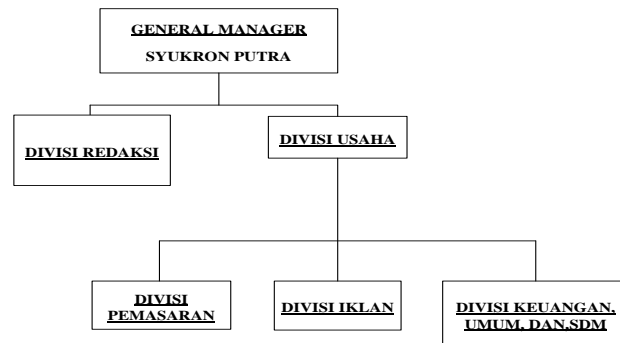 GENERAL MANAGER
SYUKRON PUTRA
DIVISI REDAKSI
DIVISI USAHA
DIVISI
PEMASARAN
DIVISI IKLAN
DIVISI KEUANGAN,
UMUM, DAN,SDM